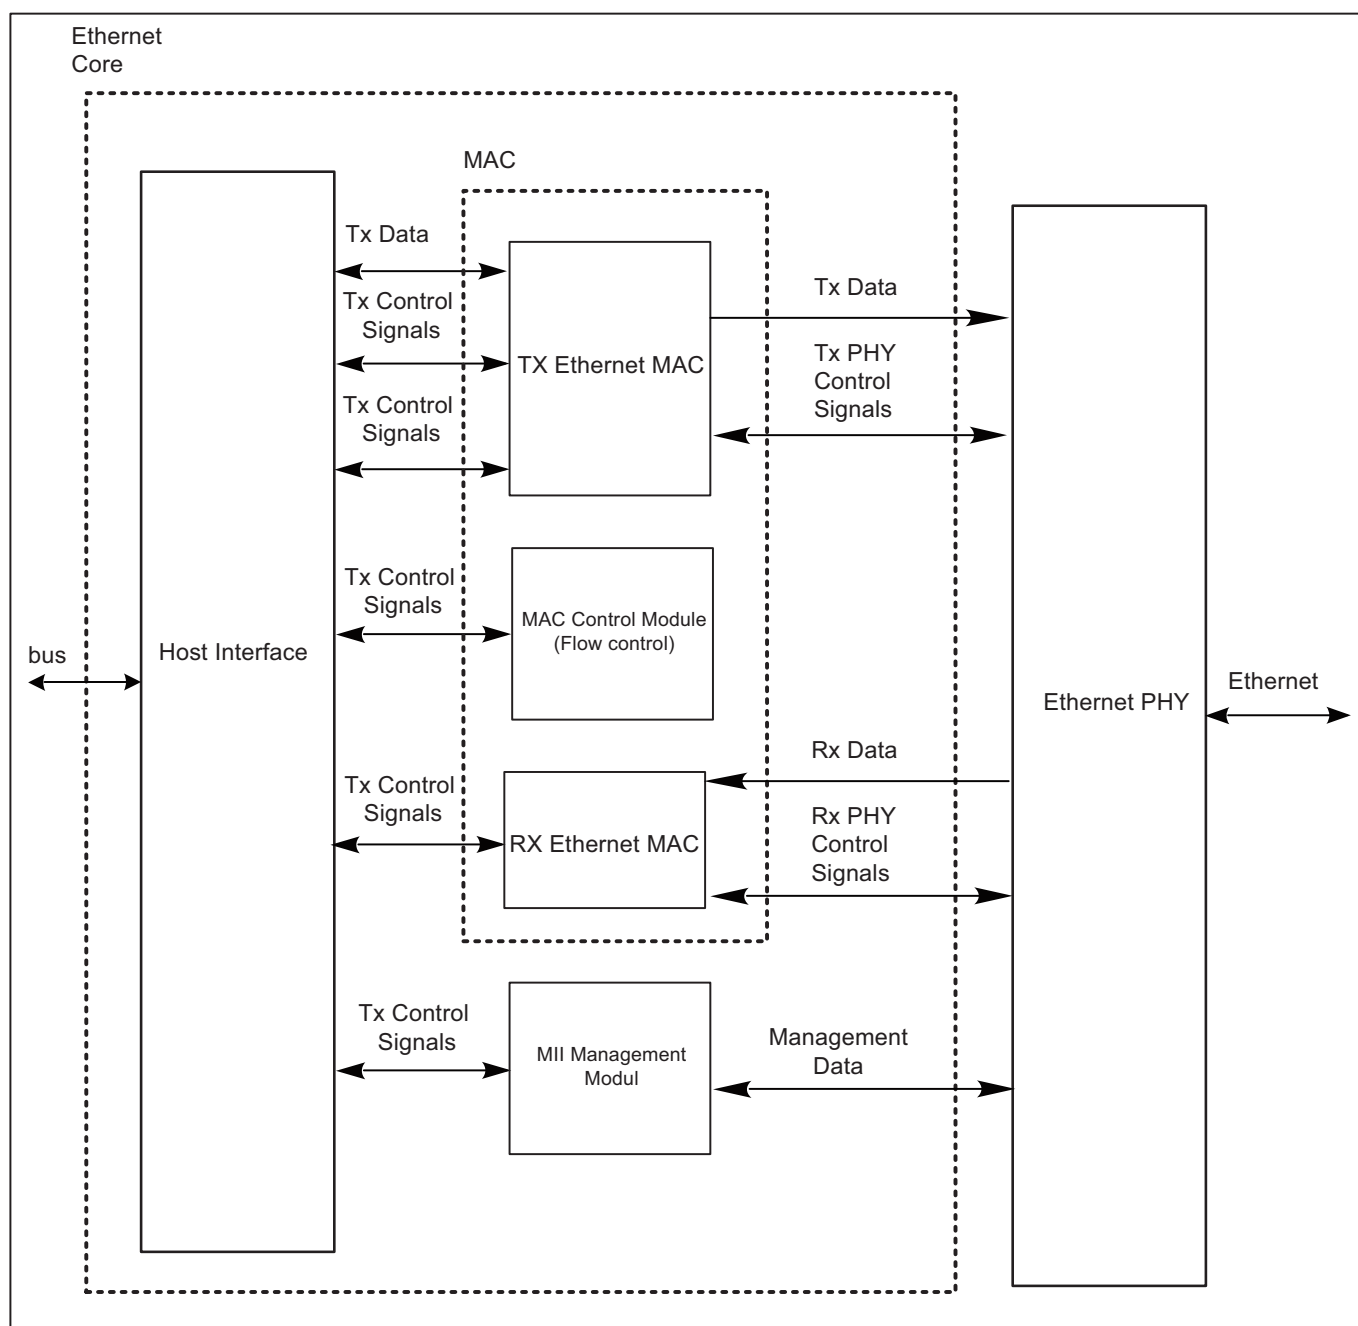 Ethernet
Core
MAC
Tx Data
Tx Control
Signals
Tx Control
Signals
TX Ethernet MAC
Tx Data
Tx PHY
Control
Signals
Tx Control
Signals
MAC Control Module
(Flow control)
bus
Host Interface
Ethernet PHY
Ethernet
Tx Control
Signals
RX Ethernet MAC
Rx Data
Rx PHY
Control
Signals
Tx Control
Signals
MII Management
Modul
Management
Data